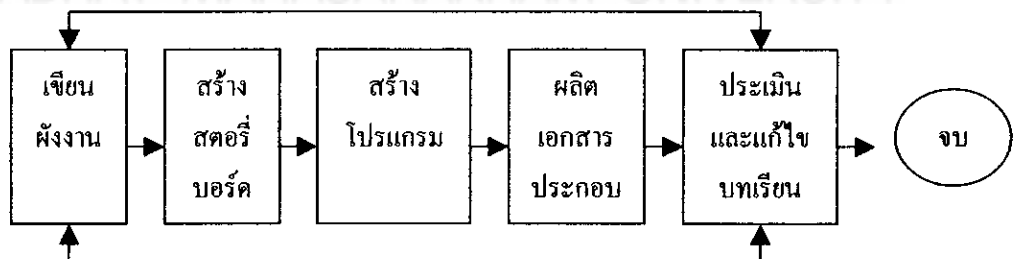 เขียน
ผังงาน
สร้าง
สตอรี่
บอร์ด
สร้าง
โปรแกรม
ผลิต
เอกสาร
ประกอบ
ประเมิน
และแก้ไข
บทเรียน
จบ